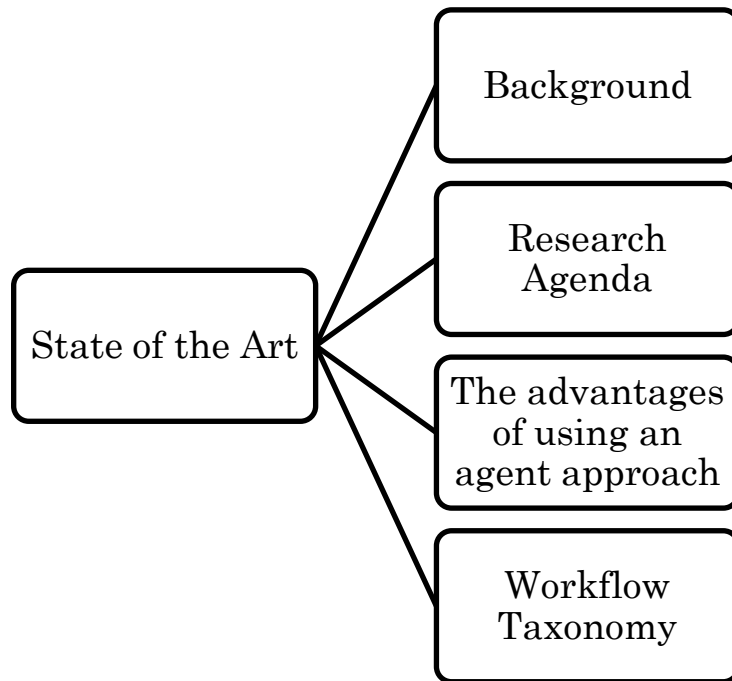 State of the Art
Background
Research
Agenda
The advantages
of using an
agent approach
Workflow
Taxonomy